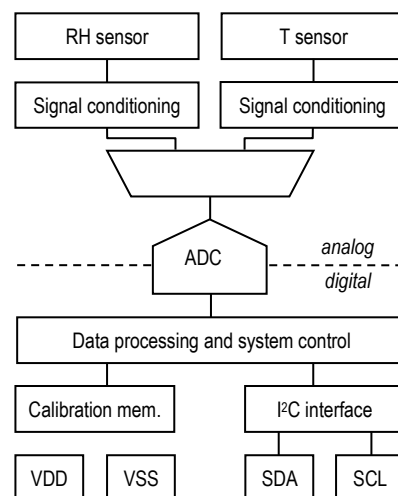 RH sensor
T sensor
Signal conditioning
Signal conditioning
ADC
analog
digital
Data processing and system control
Calibration mem.
I²C interface
VDD
VSS
SDA
SCL